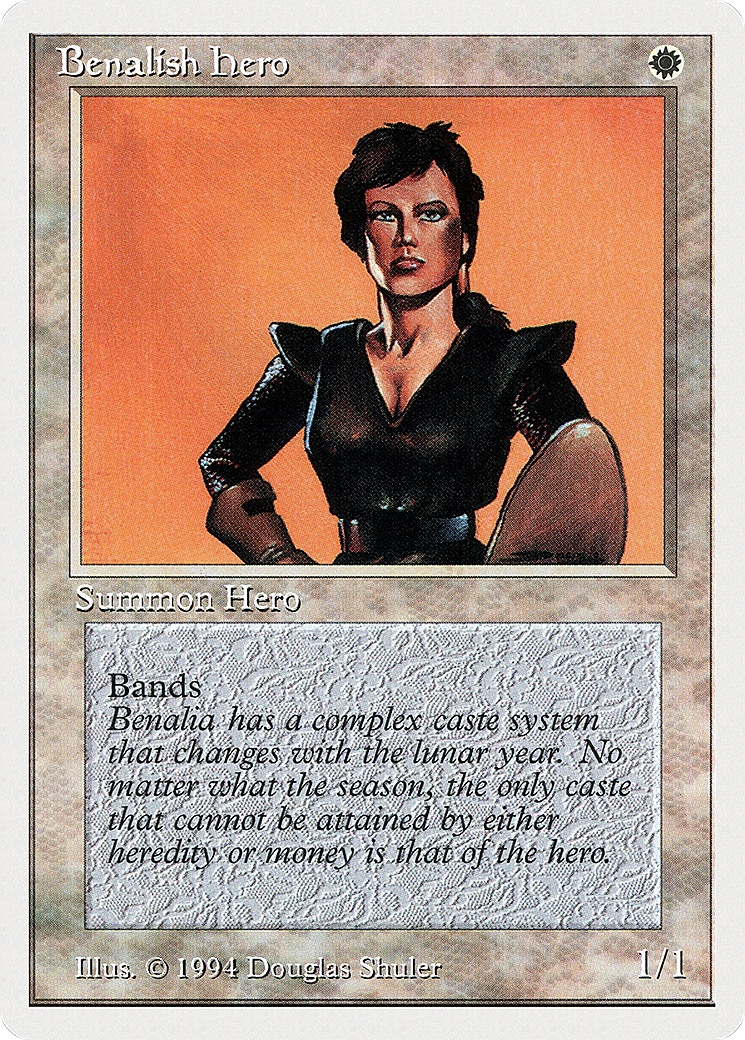 Benalish Hero
Summon Hero
Bands
Benalia has a complex caste system
that changes with the lunar year. No
matter what the season, the only caste
that cannot be attained by either
heredity or money is that of the hero.
Illus. © 1994 Douglas Shuler
1/1